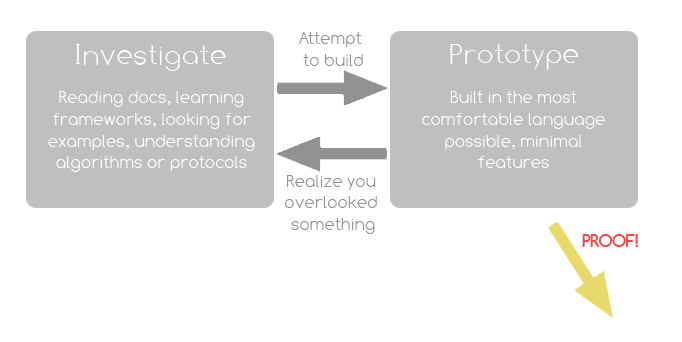 Investigate
Reading docs, learning
frameworks, looking for
examples, understanding
algorithms or protocols
Attempt
to build
Realize you
overlooked
something
Prototype
Built in the most
comfortable language
possible, minimal
features
PROOF!